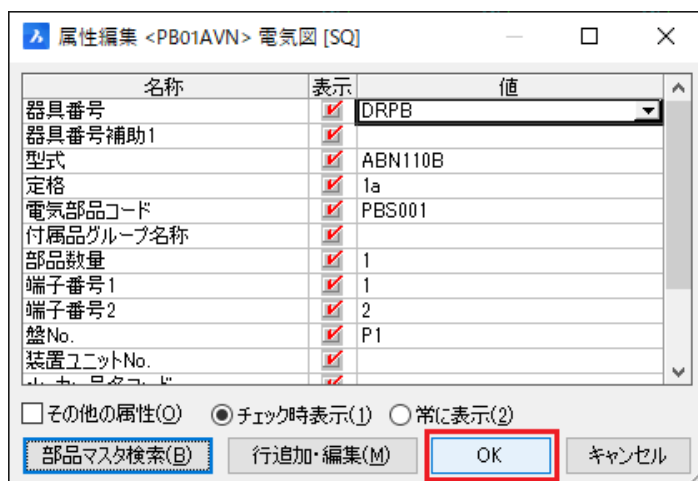 属性編集 <PB01AVN> 電気図 [SQ]
名称 表示 値
器具番号 DRPB
器具番号補助1
型式 ABN110B
定格 1a
電気部品コード PBS001
付属品グループ名称
部品数量 1
端子番号1 1
端子番号2 2
盤No. P1
装置ユニットNo.
その他の属性(O) チェック時表示(1) 常に表示(2)
部品マスタ検索(B) 行追加・編集(M) OK キャンセル